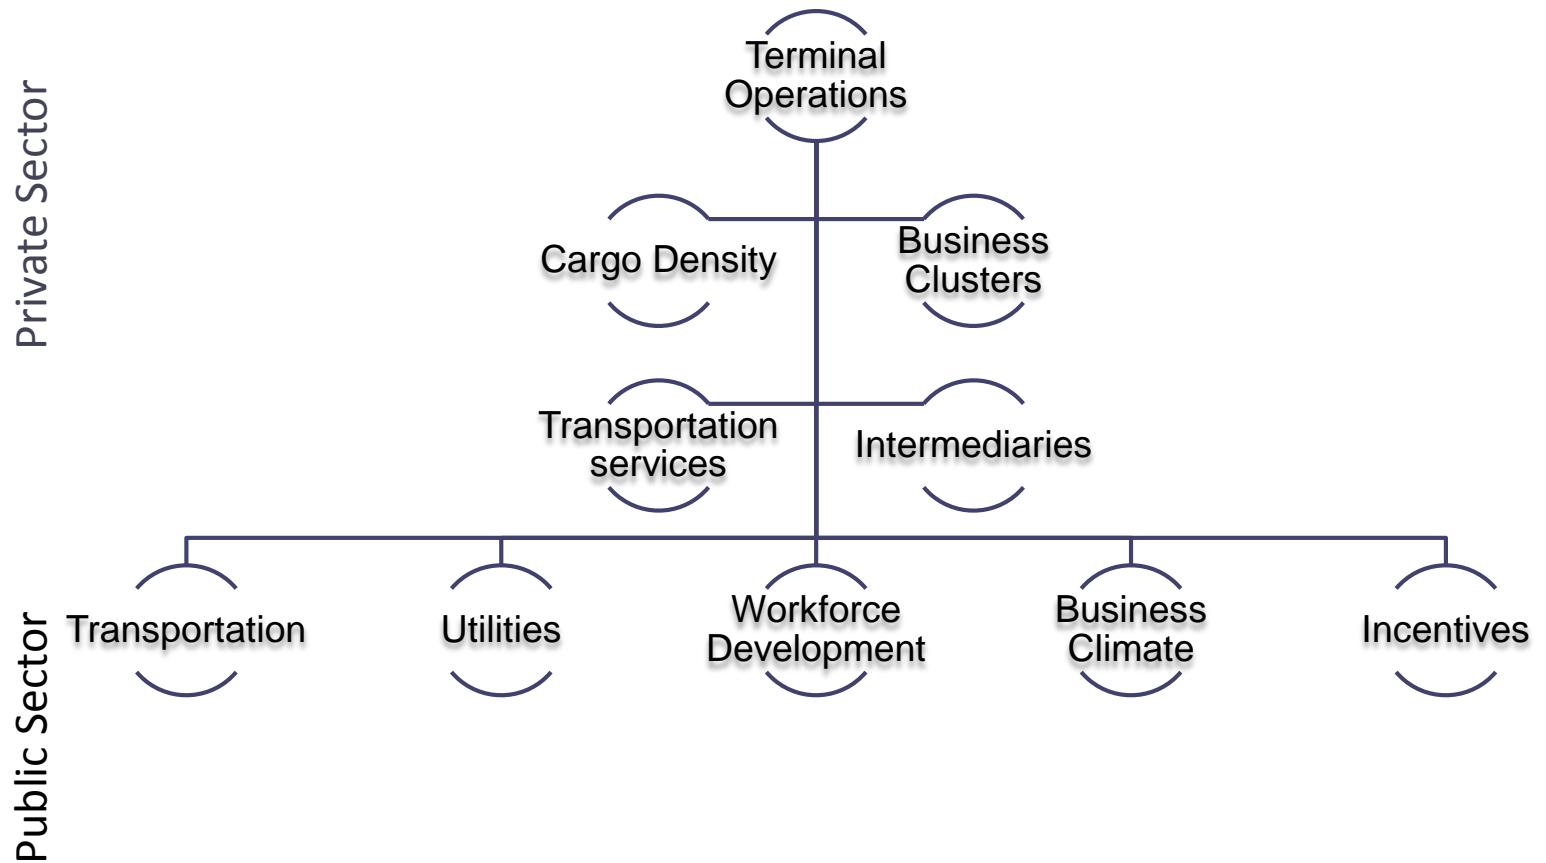 Private Sector
Terminal
Operations
Cargo Density
Business
Clusters
Transportation
services
Intermediaries
Public Sector
Transportation
Utilities
Workforce
Development
Business
Climate
Incentives